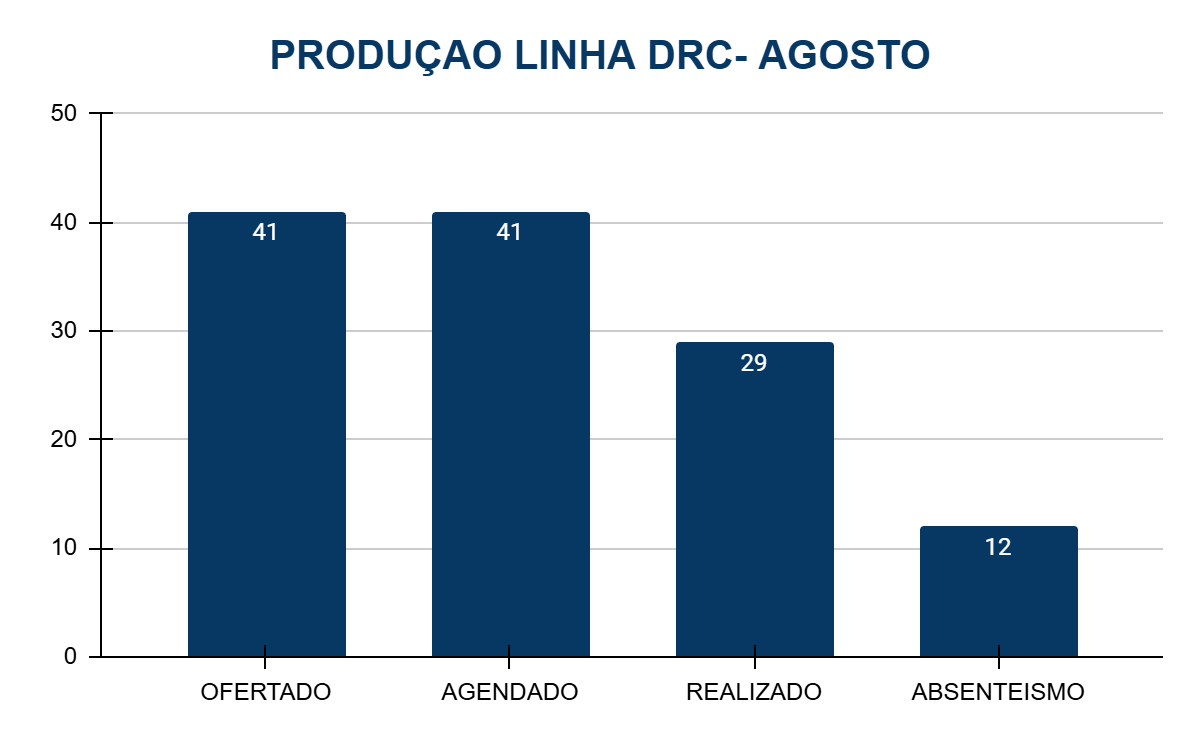 PRODUÇAO LINHA DRC- AGOSTO
50
40
30
20
10
0
41
41
29
12
OFERTADO
AGENDADO
REALIZADO
ABSENTEISMO